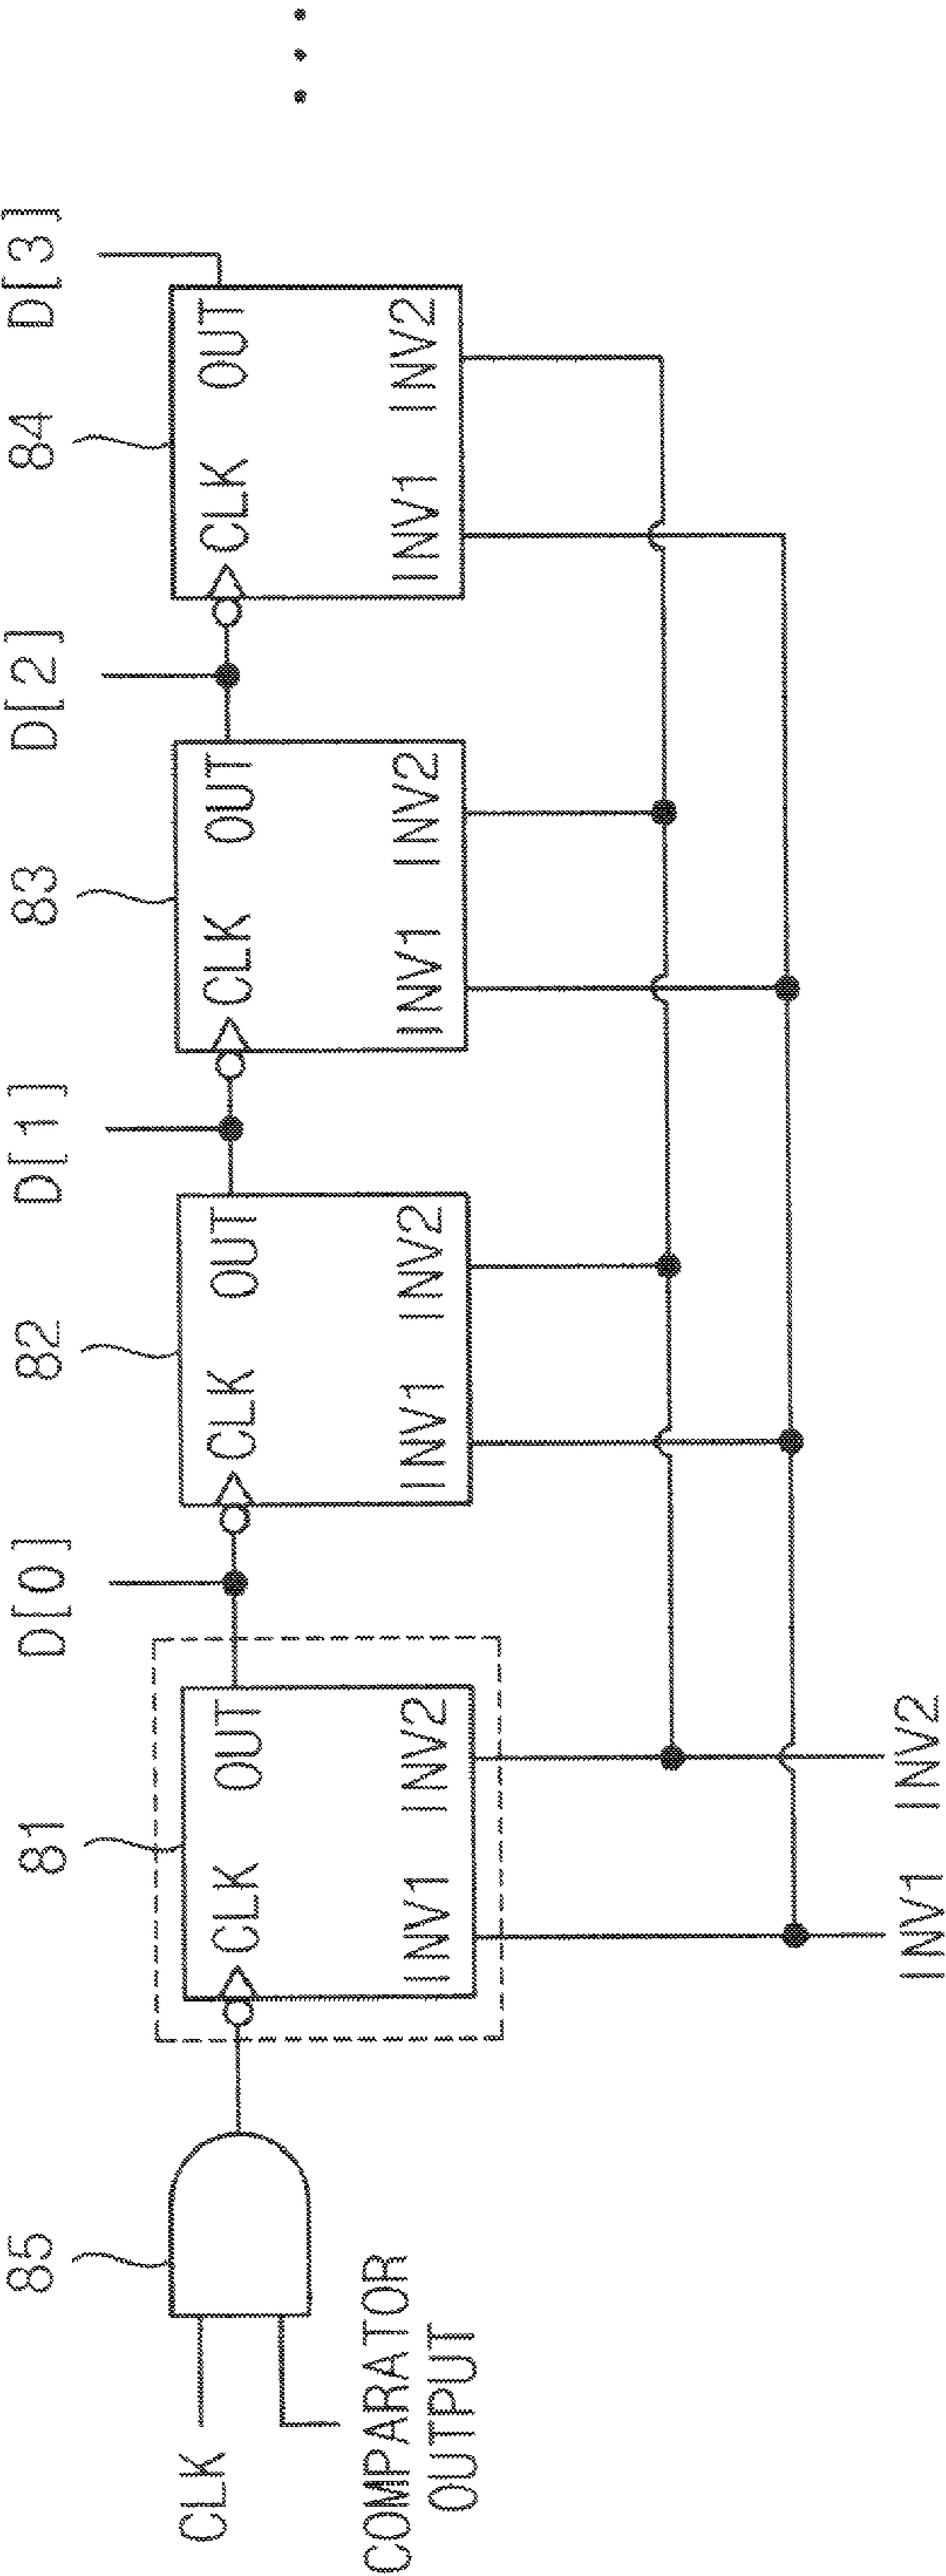 85
81
D[0]
82
D[1]
83
D[2]
84
D[3]
CLK
COMPARATOR
OUTPUT
CLK OUT
INV1 INV2
CLK OUT
INV1 INV2
CLK OUT
INV1 INV2
CLK OUT
INV1 INV2
INV1 INV2